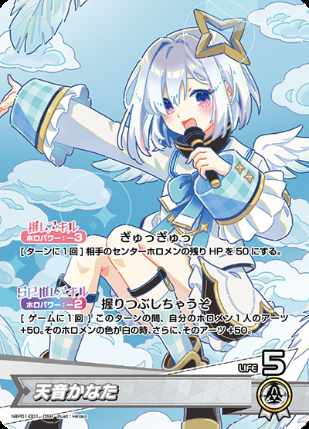 推しスキル
ホロパワー：-3
ぎゅっぎゅっ
[ターンに1回]相手のセンターホロメンの残りHPを50にする。
SP推しスキル
ホロパワー：-2
握りつぶしちゃうぞ
[ゲームに1回]このターンの間、自分のホロメン1人のアーツ
+50。そのホロメンの色が白の時、さらに、そのアーツ+50。
LIFE 5
天音かなた